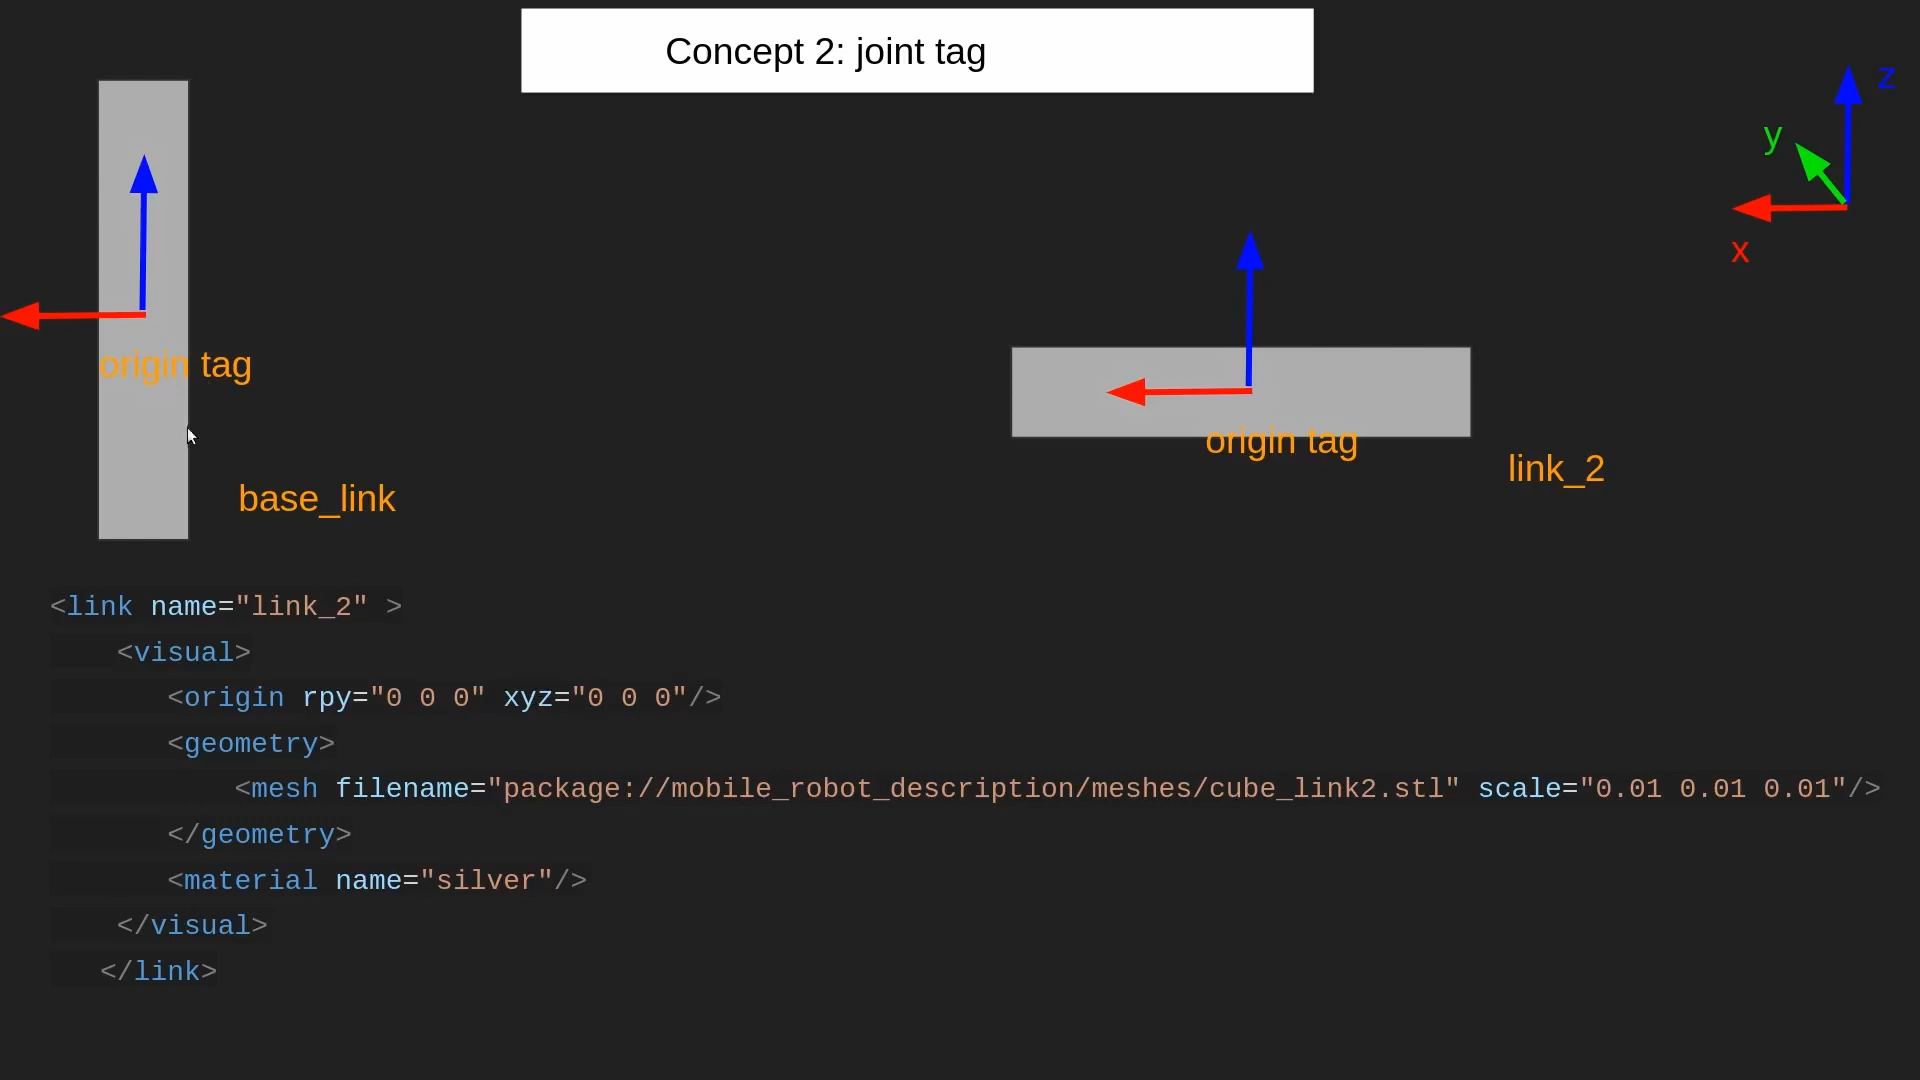 Concept 2: joint tag
z
y
x
origin tag
origin tag
link_2
base_link
<link name="link_2" >
<visual>
<origin rpy="0 0 0" xyz="0 0 0"/>
<geometry>
<mesh filename="package://mobile_robot_description/meshes/cube_link2.stl" scale="0.01 0.01 0.01"/>
</geometry>
<material name="silver"/>
</visual>
</link>